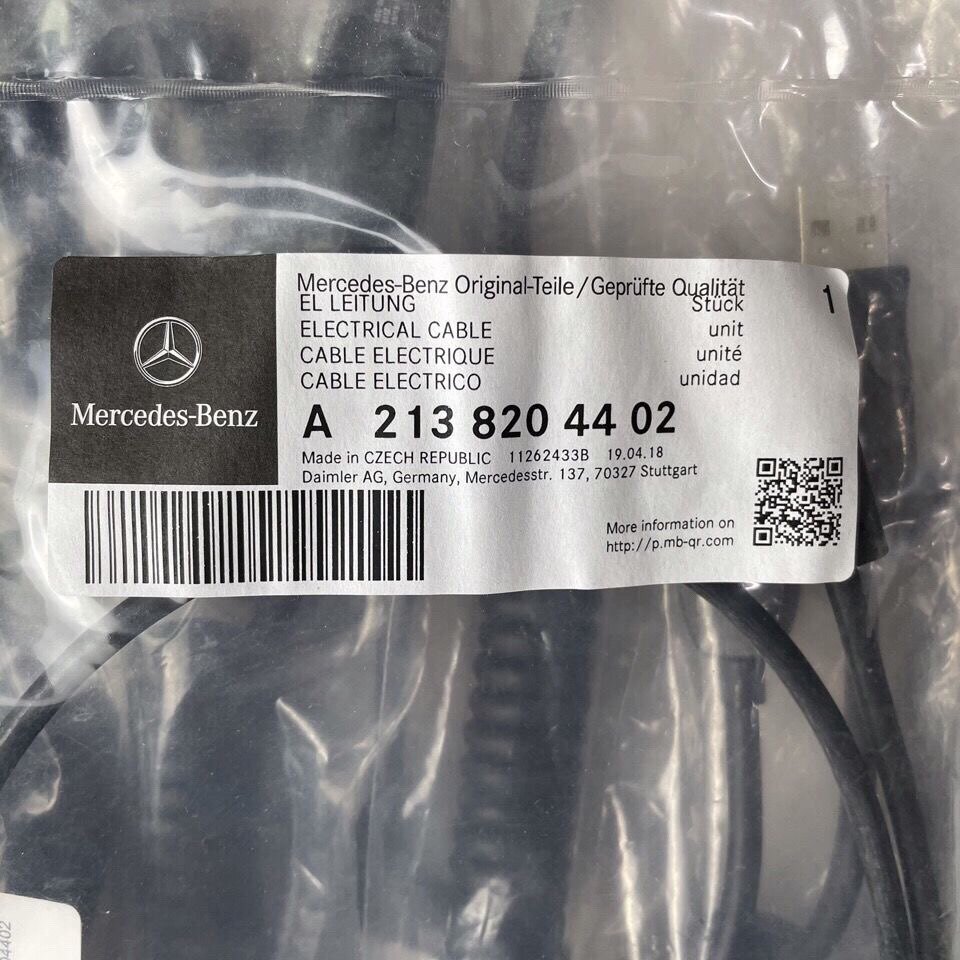 Mercedes-Benz
Mercedes-Benz Original-Teile/Geprüfte Qualität
EL LEITUNG Stück 1
ELECTRICAL CABLE unit
CABLE ELECTRIQUE unité
CABLE ELECTRICO unidad
A 213 820 44 02
Made in CZECH REPUBLIC 11262433B 19.04.18
Daimler AG, Germany, Mercedesstr. 137, 70327 Stuttgart
More information on
http://p.mb-qr.com
04402